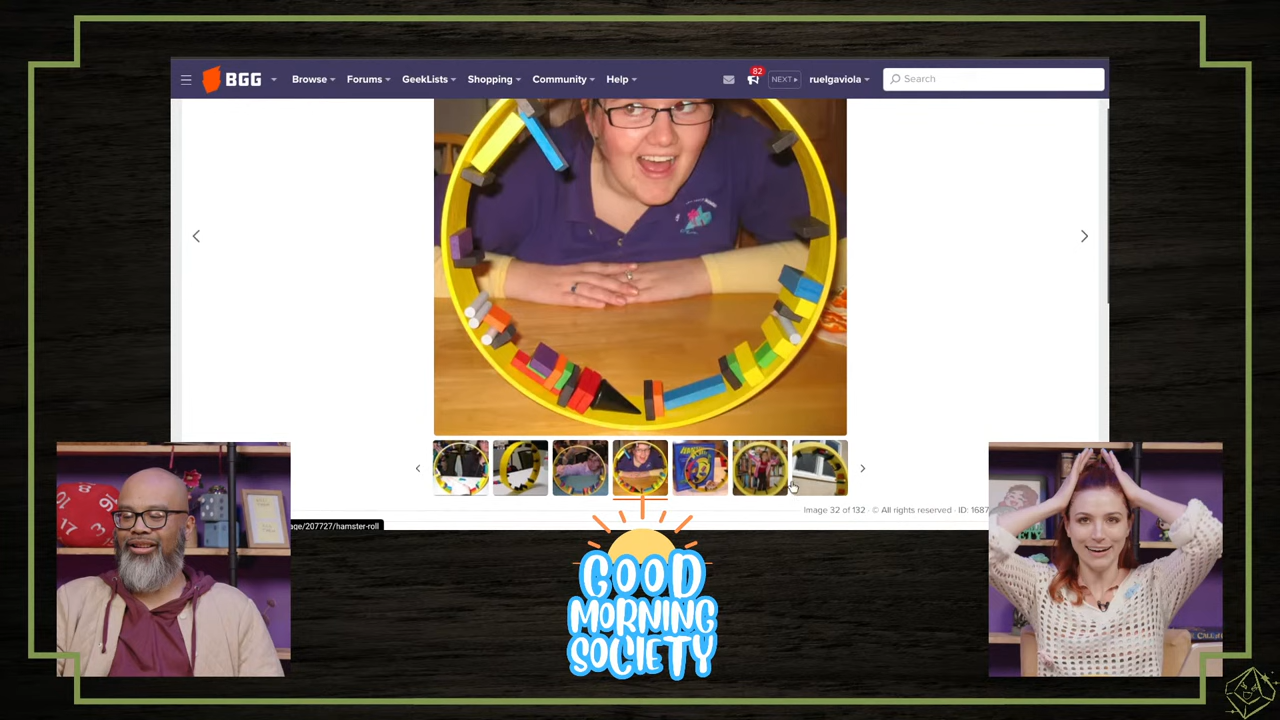 BGG Browse Forums GeekLists Shopping Community Help 82 NEXT ruelgaviola Search
Image 32 of 132 · © All rights reserved · ID: 1687
age/207727/hamster-roll
GOOD
MORNING
SOCIETY
17